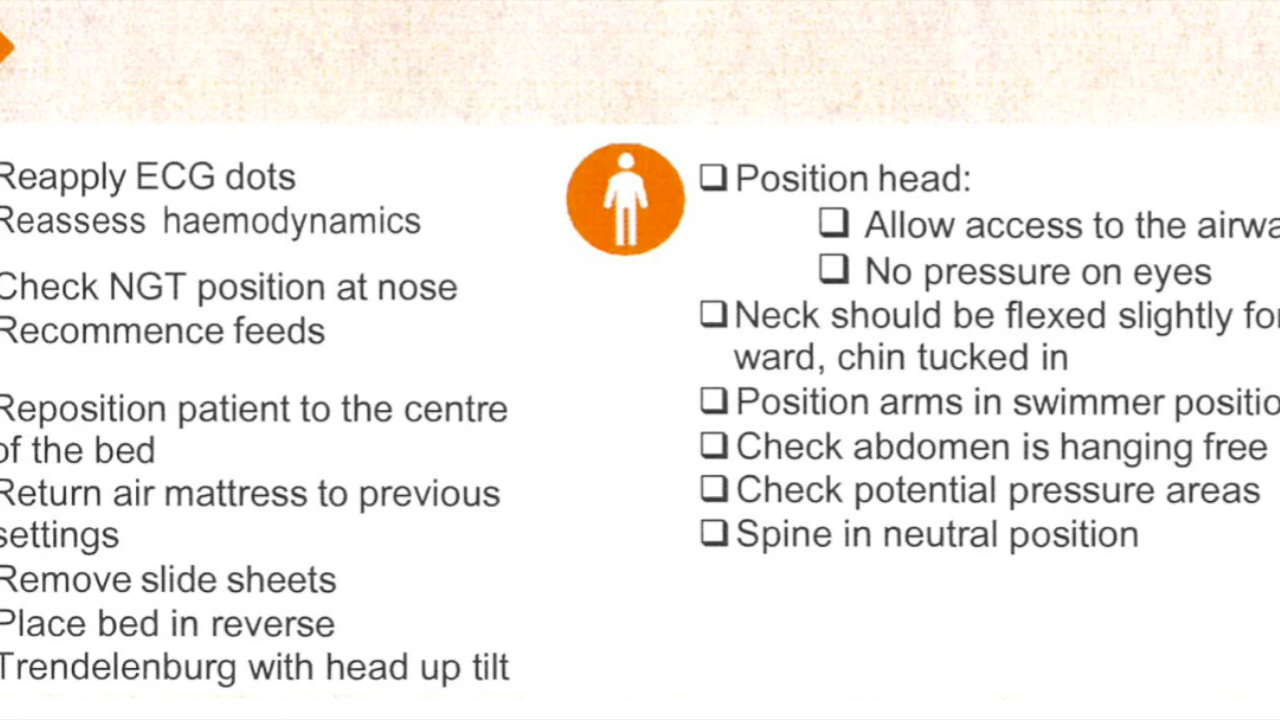 Reapply ECG dots
Reassess haemodynamics
Check NGT position at nose
Recommence feeds
Reposition patient to the centre
of the bed
Return air mattress to previous
settings
Remove slide sheets
Place bed in reverse
Trendelenburg with head up tilt
❑ Position head:
❑ Allow access to the airwa
❑ No pressure on eyes
❑ Neck should be flexed slightly for
ward, chin tucked in
❑ Position arms in swimmer positio
❑ Check abdomen is hanging free
❑ Check potential pressure areas
❑ Spine in neutral position